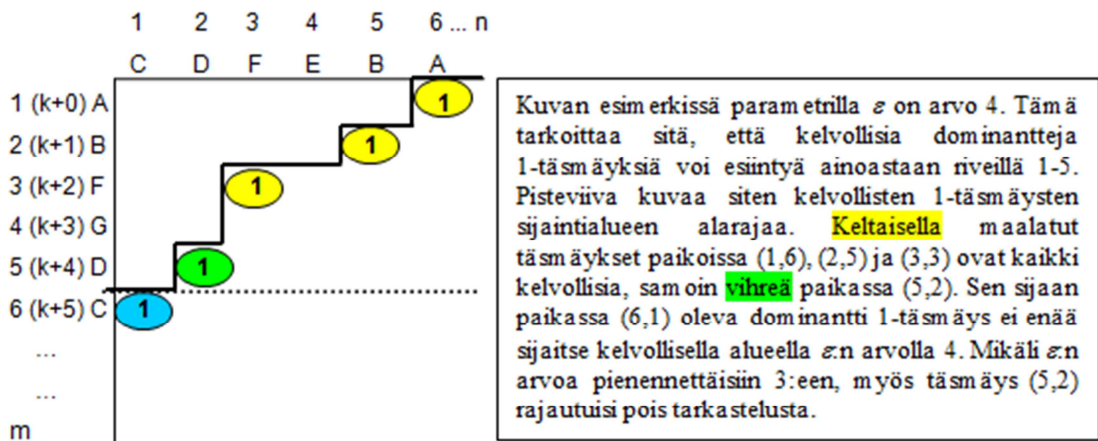 1 2 3 4 5 6 ... n
C D F E B A
1 (k+0) A 1
2 (k+1) B 1
3 (k+2) F 1
4 (k+3) G
5 (k+4) D 1
6 (k+5) C 1
...
...
m
Kuvan esimerkissä parametrilla ε on arvo 4. Tämä
tarkoittaa sitä, että kelvollisia dominantteja
1-täsmäyksiä voi esiintyä ainoastaan riveillä 1-5.
Pisteviiva kuvaa siten kelvollisten 1-täsmäysten
sijaintialueen alarajaa. Keltaisella maalatut
täsmäykset paikoissa (1,6), (2,5) ja (3,3) ovat kaikki
kelvollisia, samoin vihreä paikassa (5,2). Sen sijaan
paikassa (6,1) oleva dominantti 1-täsmäys ei enää
sijaitse kelvollisella alueella ε:n arvolla 4. Mikäli ε:n
arvoa pienennettäisiin 3:een, myös täsmäys (5,2)
rajautuisi pois tarkastelusta.